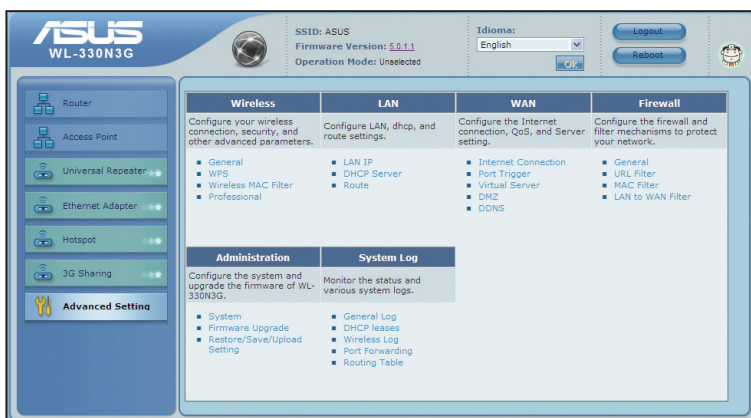 ASUS
WL-330N3G
SSID: ASUS
Firmware Version: 5.0.1.1
Operation Mode: Unselected
Idioma:
English
Ok
Logout
Reboot
Router
Access Point
Universal Repeater
Ethernet Adapter
Hotspot
3G Sharing
Advanced Setting
Wireless
Configure your wireless
connection, security, and
other advanced parameters.
General
WPS
Wireless MAC Filter
Professional
LAN
Configure LAN, dhcp, and
route settings.
LAN IP
DHCP Server
Route
WAN
Configure the Internet
connection, QoS, and Server
setting.
Internet Connection
Port Trigger
Virtual Server
DMZ
DDNS
Firewall
Configure the firewall and
filter mechanisms to protect
your network.
General
URL Filter
MAC Filter
LAN to WAN Filter
Administration
Configure the system and
upgrade the firmware of WL-
330N3G.
System
Firmware Upgrade
Restore/Save/Upload
Setting
System Log
Monitor the status and
various system logs.
General Log
DHCP leases
Wireless Log
Port Forwarding
Routing Table